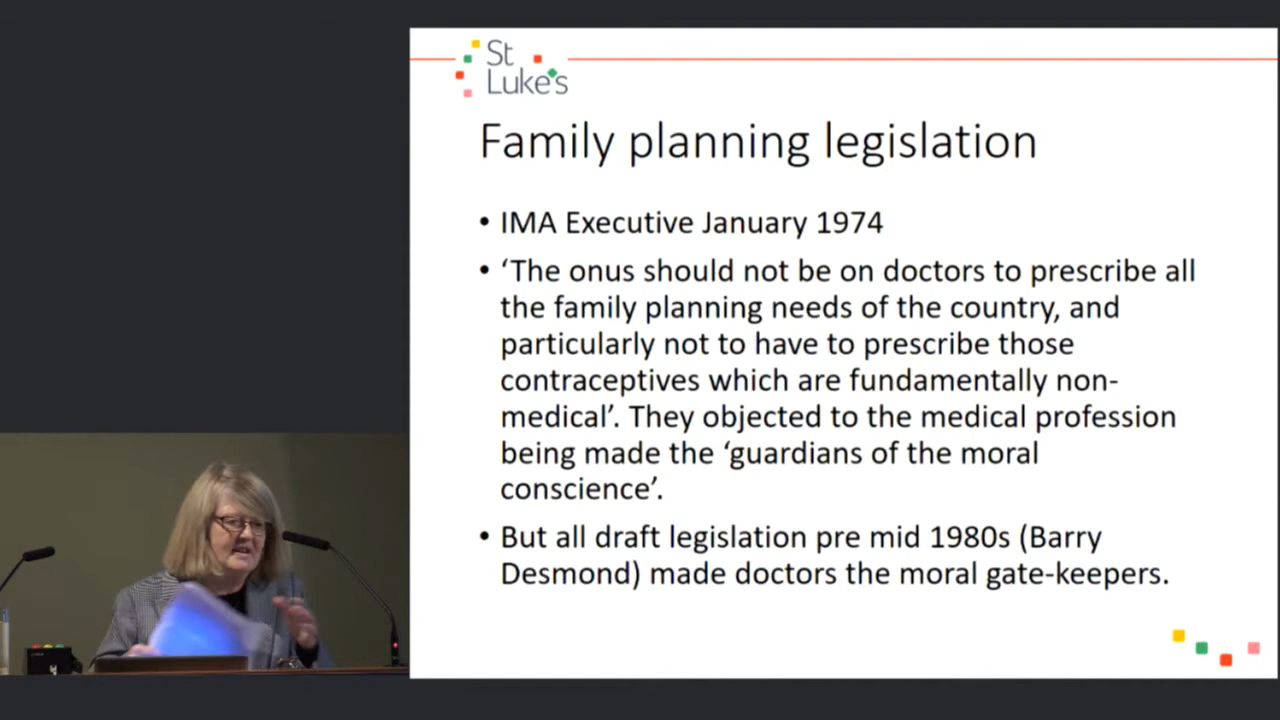 St
Luke's
Family planning legislation
• IMA Executive January 1974
• ‘The onus should not be on doctors to prescribe all
the family planning needs of the country, and
particularly not to have to prescribe those
contraceptives which are fundamentally non-
medical’. They objected to the medical profession
being made the ‘guardians of the moral
conscience’.
• But all draft legislation pre mid 1980s (Barry
Desmond) made doctors the moral gate-keepers.